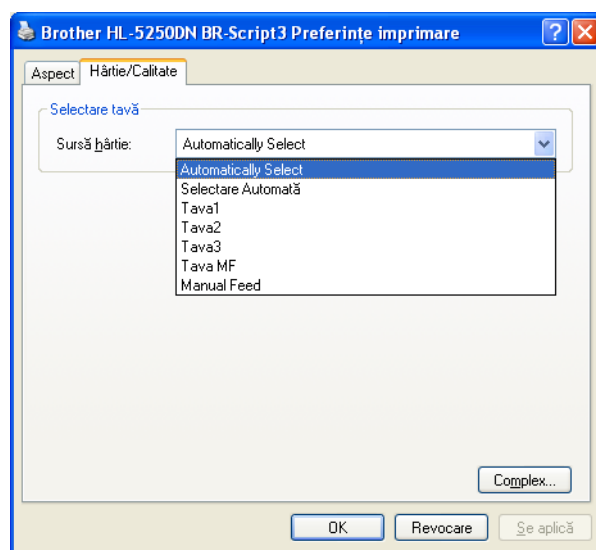 Brother HL-5250DN BR-Script3 Preferințe imprimare
Aspect Hârtie/Calitate
Selectare tavă
Sursă hârtie: Automatically Select
Automatically Select
Selectare Automată
Tava1
Tava2
Tava3
Tava MF
Manual Feed
Complex...
OK Revocare Se aplică